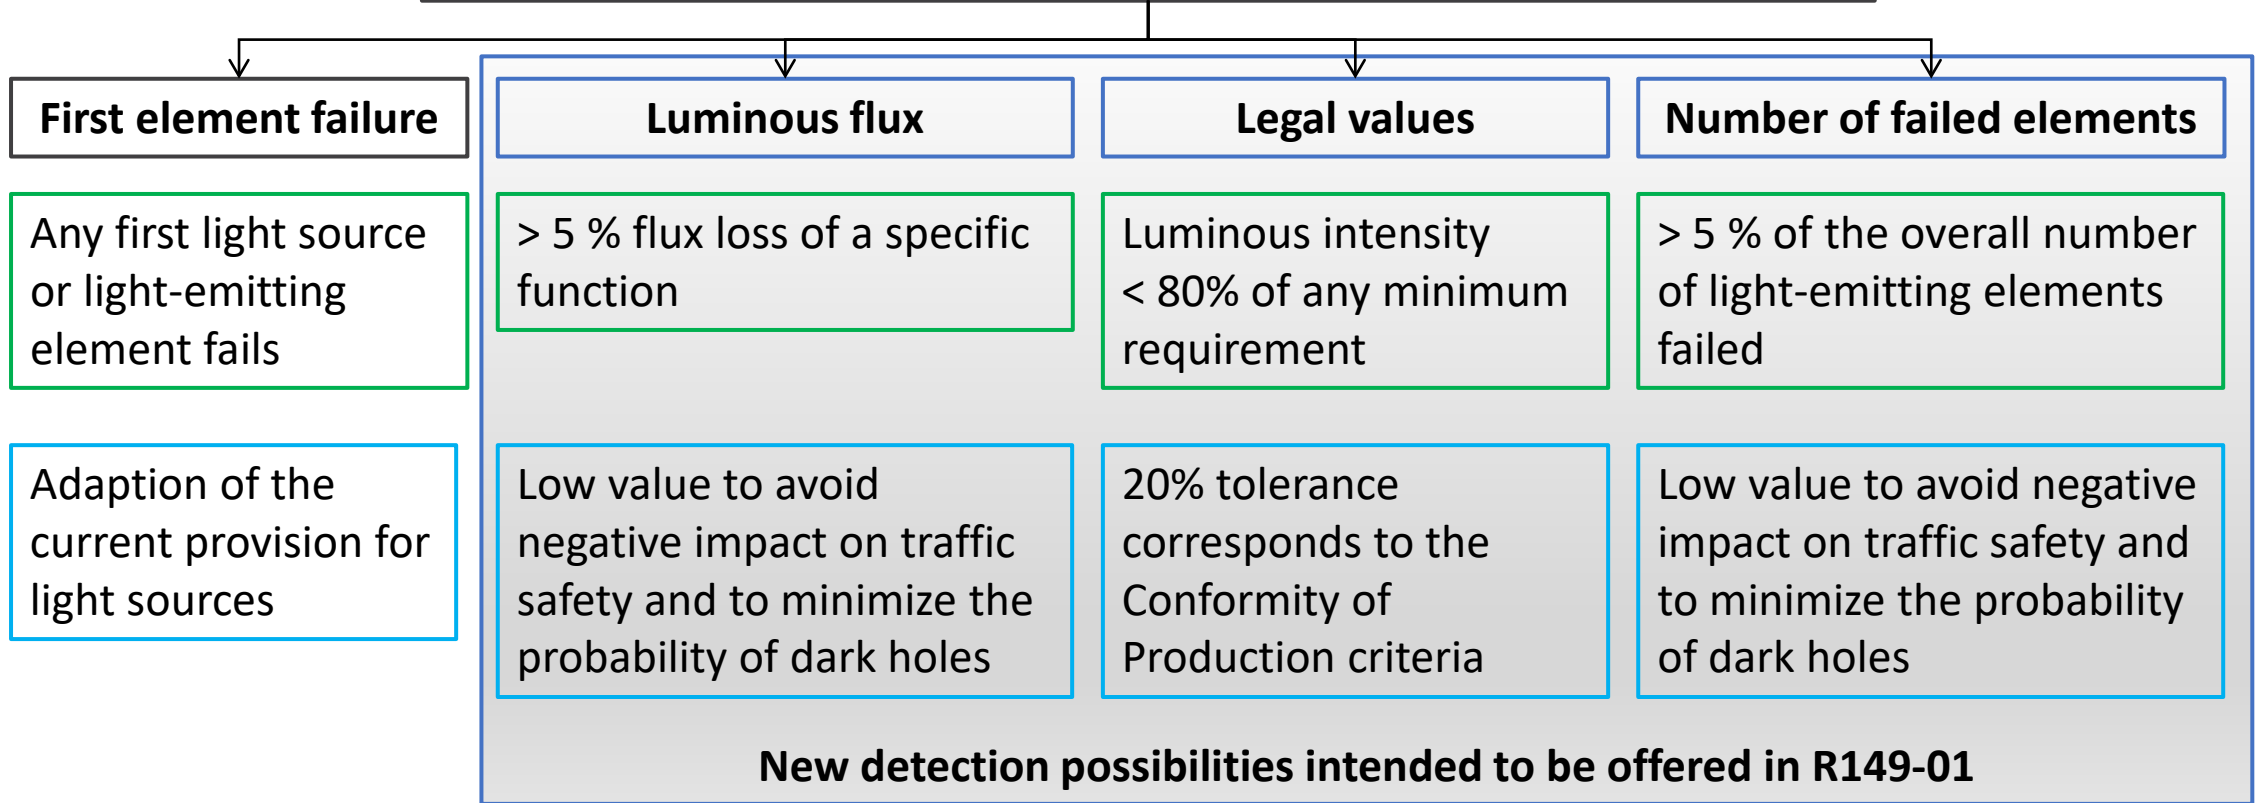 First element failure
Luminous flux
Legal values
Number of failed elements
Any first light source
or light-emitting
element fails
> 5 % flux loss of a specific
function
Luminous intensity
< 80% of any minimum
requirement
> 5 % of the overall number
of light-emitting elements
failed
Adaption of the
current provision for
light sources
Low value to avoid
negative impact on traffic
safety and to minimize the
probability of dark holes
20% tolerance
corresponds to the
Conformity of
Production criteria
Low value to avoid negative
impact on traffic safety and
to minimize the probability
of dark holes
New detection possibilities intended to be offered in R149-01